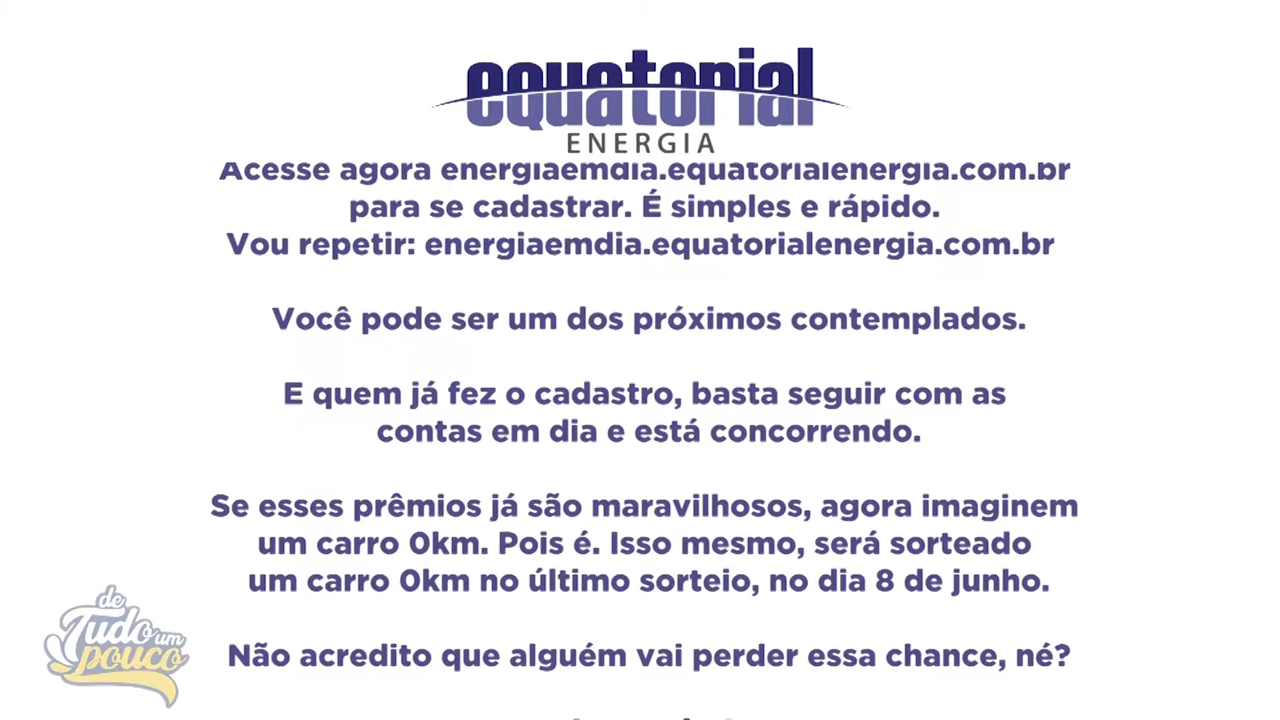 equatorial
ENERGIA
Acesse agora energiaemdia.equatorialenergia.com.br
para se cadastrar. É simples e rápido.
Vou repetir: energiaemdia.equatorialenergia.com.br
Você pode ser um dos próximos contemplados.
E quem já fez o cadastro, basta seguir com as
contas em dia e está concorrendo.
Se esses prêmios já são maravilhosos, agora imaginem
um carro 0km. Pois é. Isso mesmo, será sorteado
um carro 0km no último sorteio, no dia 8 de junho.
de
Tudo um
pouco
Não acredito que alguém vai perder essa chance, né?